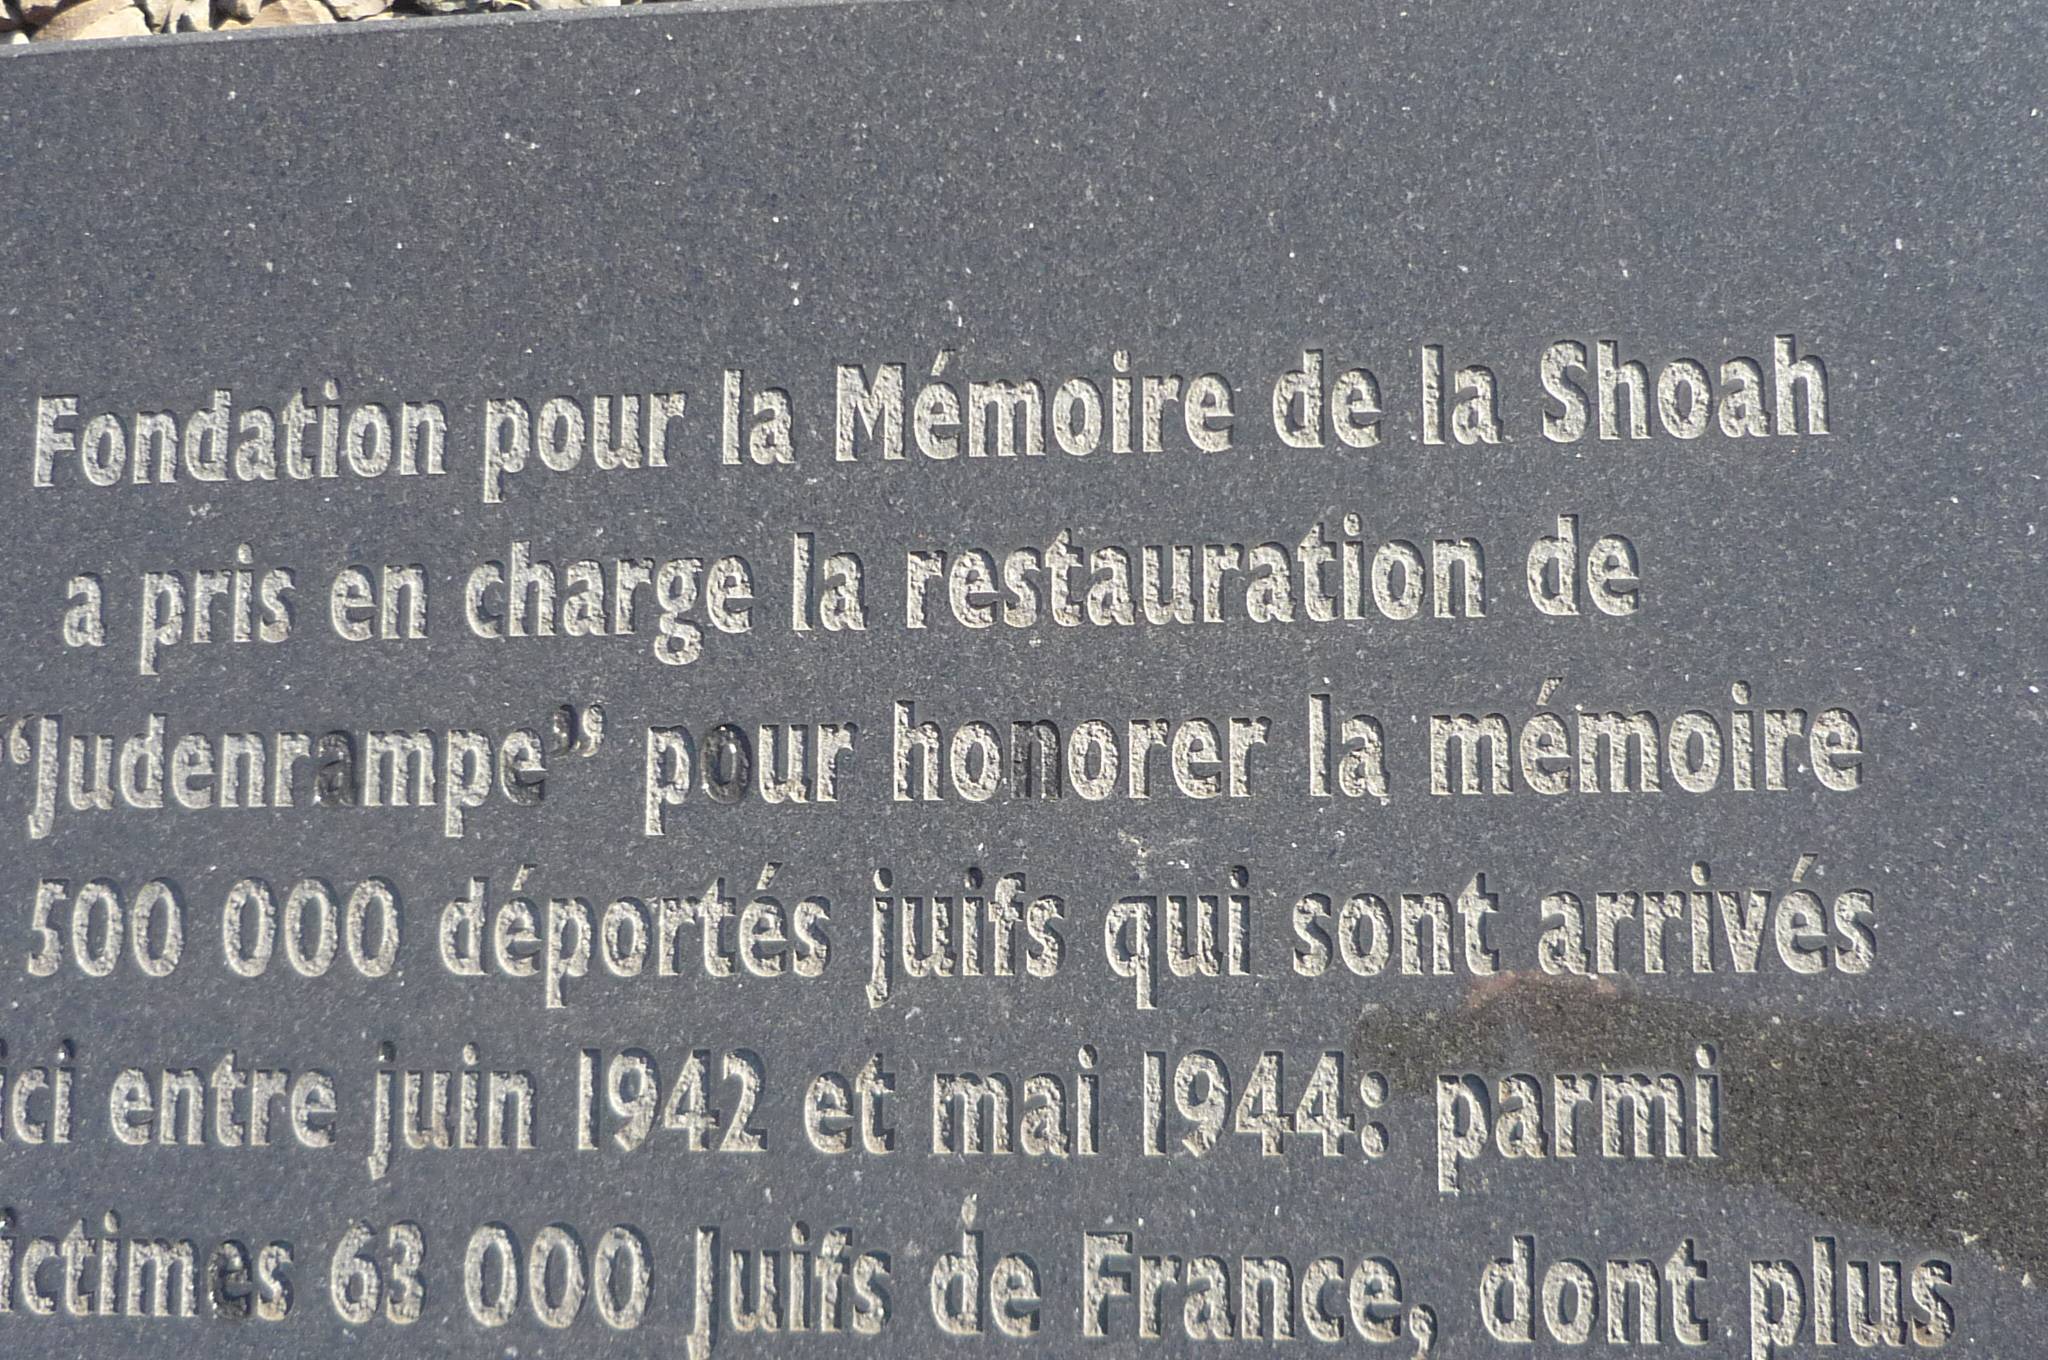 Fondation pour la Mémoire de la Shoah
a pris en charge la restauration de
“Judenrampe” pour honorer la mémoire
500 000 déportés juifs qui sont arrivés
ici entre juin 1942 et mai 1944: parmi
ictimes 63 000 Juifs de France, dont plus